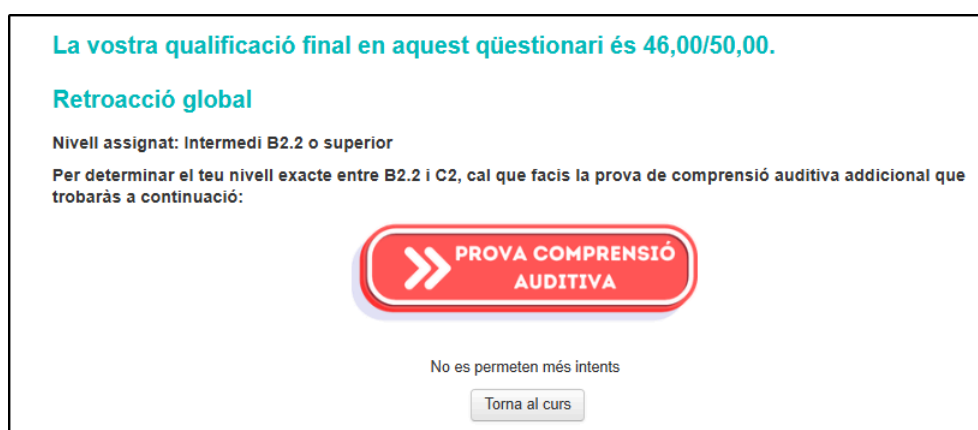 La vostra qualificació final en aquest qüestionari és 46,00/50,00.
Retroacció global
Nivell assignat: Intermedi B2.2 o superior
Per determinar el teu nivell exacte entre B2.2 i C2, cal que facis la prova de comprensió auditiva addicional que
trobaràs a continuació:
PROVA COMPRENSIÓ
AUDITIVA
No es permeten més intents
Torna al curs